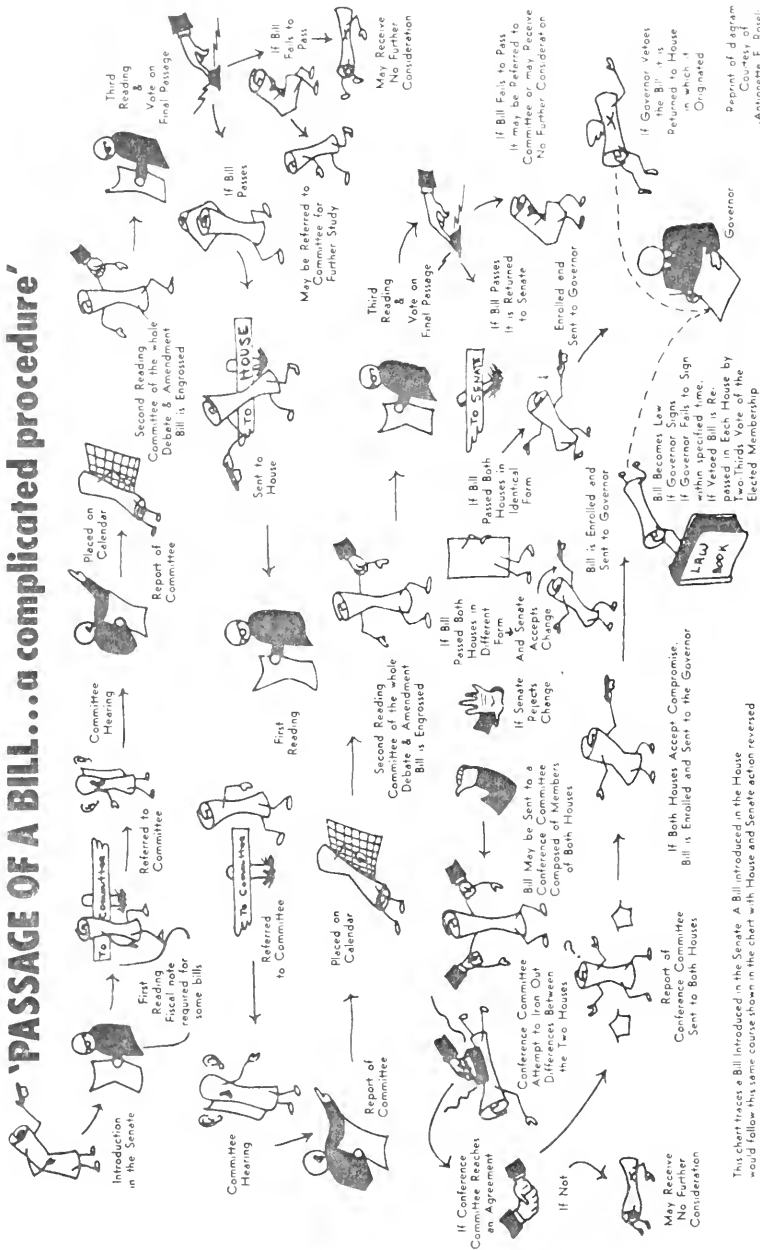 'PASSAGE OF A BILL...a complicated procedure'
Introduction
in the Senate
First
Reading
Fiscal note
required for
some bills
TO Committee
Referred to
Committee
Committee
Hearing
Report of
Committee
Placed on
Calendar
Second Reading
Committee of the whole
Debate & Amendment
Bill is Engrossed
Third
Reading
&
Vote on
Final Passage
If Bill
Fails to
Pass
May Receive
No Further
Consideration
May be Referred to
Committee for
Further Study
If Bill
Passes
TO HOUSE
Sent to
House
First
Reading
To Committee
Referred
to Committee
Committee
Hearing
Report of
Committee
Placed on
Calendar
Second Reading
Committee of the whole
Debate & Amendment
Bill is Engrossed
Third
Reading
&
Vote on
Final Passage
If Bill Fails to Pass
It may be Referred to
Committee or may Receive
No Further Consideration
If Bill Passes
It is Returned
to Senate
TO SENATE
If Bill
Passed Both
Houses in
Identical
Form
Enrolled and
Sent to Governor
If Bill
Passed Both
Houses in
Different
Form
And Senate
Accepts
Change
Bill is Enrolled and
Sent to Governor
If Senate
Rejects
Change
Bill May be Sent to a
Conference Committee
Composed of Members
of Both Houses
Conference Committee
Attempt to Iron Out
Differences Between
the Two Houses
If Conference
Committee Reaches
an Agreement
If Not
May Receive
No Further
Consideration
?
Report of
Conference Committee
Sent to Both Houses
If Both Houses Accept Compromise,
Bill is Enrolled and Sent to the Governor
LAW
BOOK
Bill Becomes Law
If Governor Signs
If Governor Fails to Sign
within specified time.
If Vetoed Bill is Re-
passed in Each House by
Two-Thirds Vote of the
Elected Membership
Governor
If Governor Vetoes
the Bill it is
Returned to House
in which it
Originated
This chart traces a Bill Introduced in the Senate A Bill introduced in the House
would follow this same course shown in the chart with House and Senate action reversed
Reprint of diagram
Courtesy of
Antoinette F.